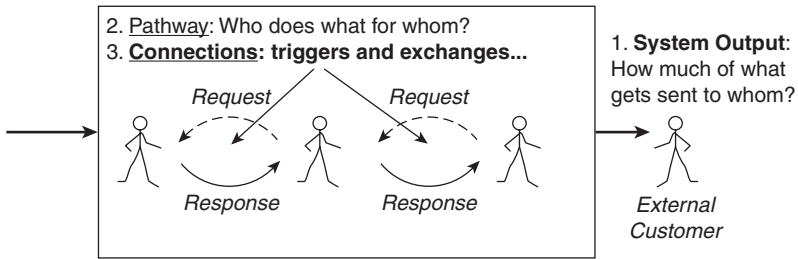 2. Pathway: Who does what for whom?
3. Connections: triggers and exchanges...
1. System Output:
How much of what
gets sent to whom?
Request
Request
Response
Response
External
Customer